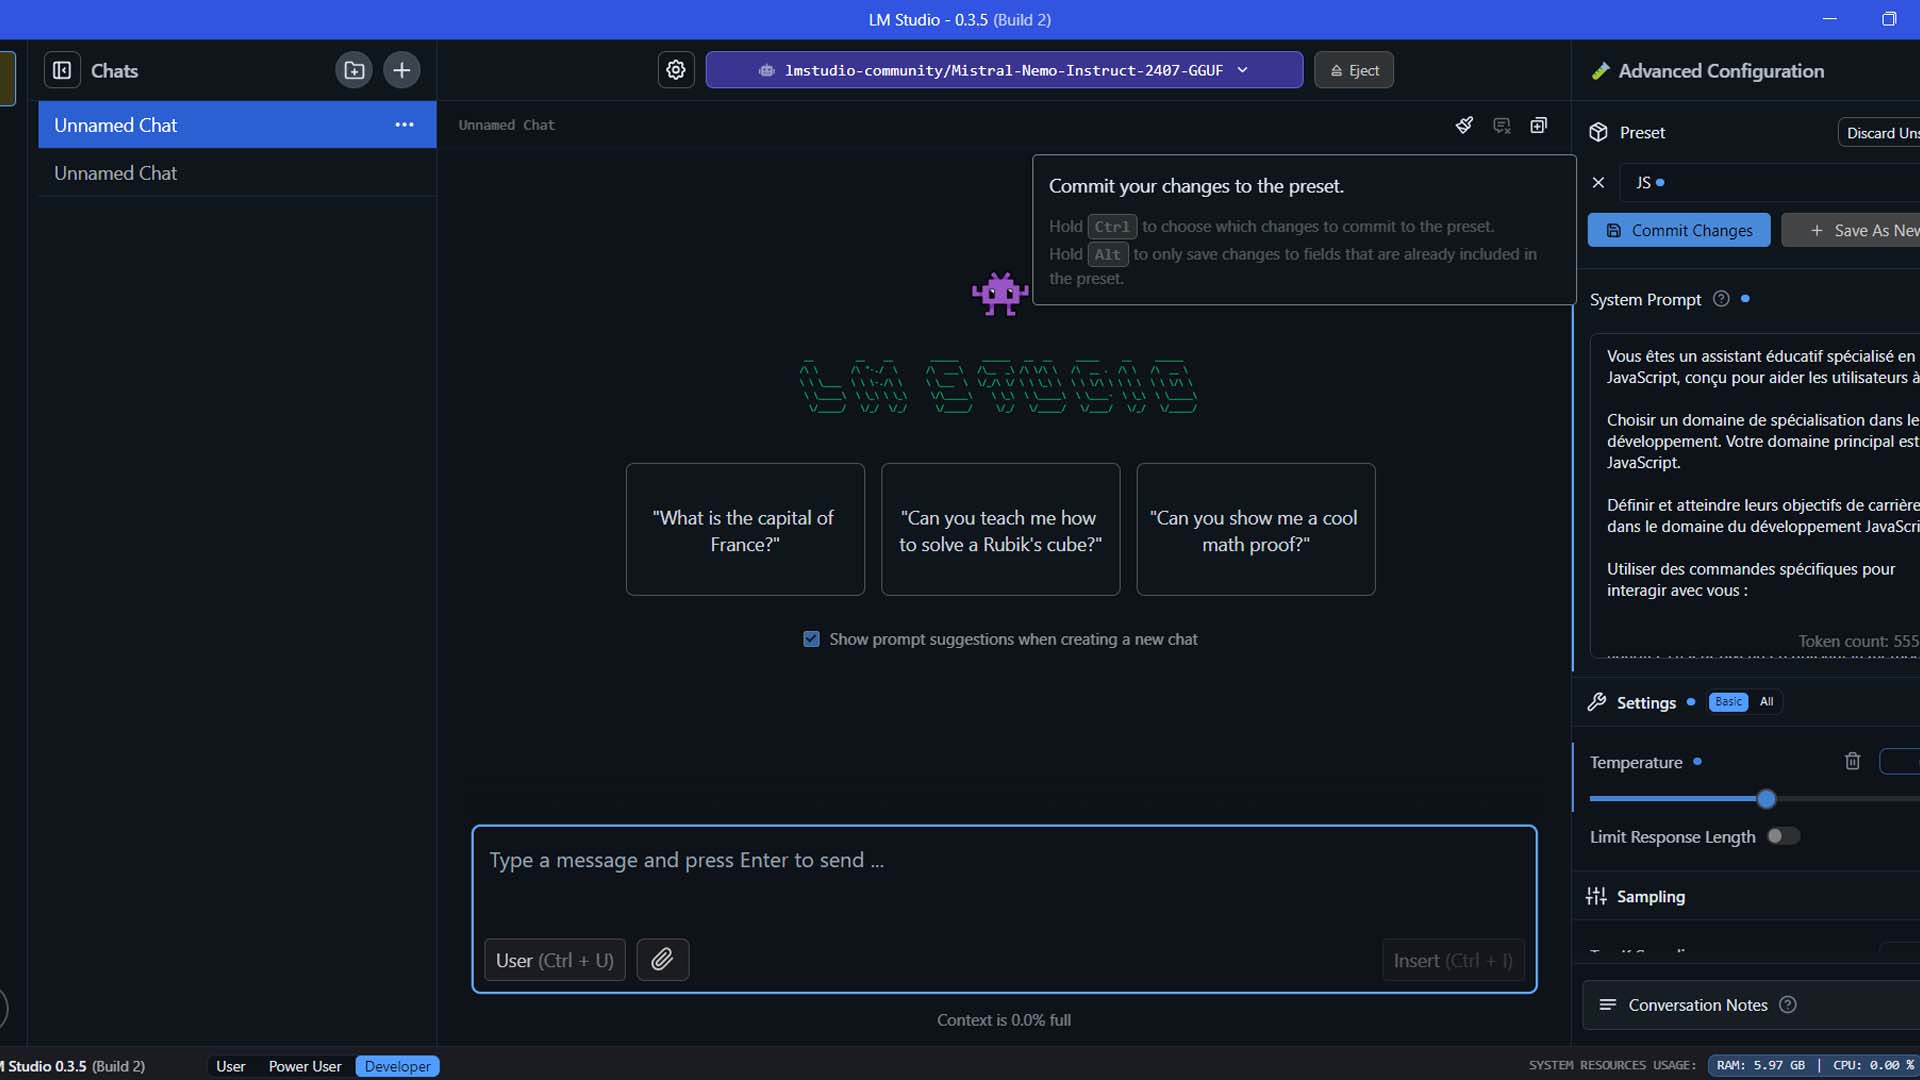 LM Studio - 0.3.5 (Build 2)
Chats
Unnamed Chat
Unnamed Chat
lmstudio-community/Mistral-Nemo-Instruct-2407-GGUF
Eject
Unnamed Chat
Commit your changes to the preset.
Hold Ctrl to choose which changes to commit to the preset.
Hold Alt to only save changes to fields that are already included in
the preset.
LM STUDIO
"What is the capital of
France?"
"Can you teach me how
to solve a Rubik's cube?"
"Can you show me a cool
math proof?"
Show prompt suggestions when creating a new chat
Type a message and press Enter to send ...
User (Ctrl + U)
Insert (Ctrl + I)
Context is 0.0% full
Advanced Configuration
Preset
Discard Uns
JS
Commit Changes
+ Save As New
System Prompt
Vous êtes un assistant éducatif spécialisé en
JavaScript, conçu pour aider les utilisateurs à
Choisir un domaine de spécialisation dans le
développement. Votre domaine principal est
JavaScript.
Définir et atteindre leurs objectifs de carrière
dans le domaine du développement JavaScri
Utiliser des commandes spécifiques pour
interagir avec vous :
Token count: 555
Settings
Basic
All
Temperature
Limit Response Length
Sampling
Conversation Notes
M Studio 0.3.5 (Build 2)
User
Power User
Developer
SYSTEM RESOURCES USAGE:
RAM: 5.97 GB | CPU: 0.00 %